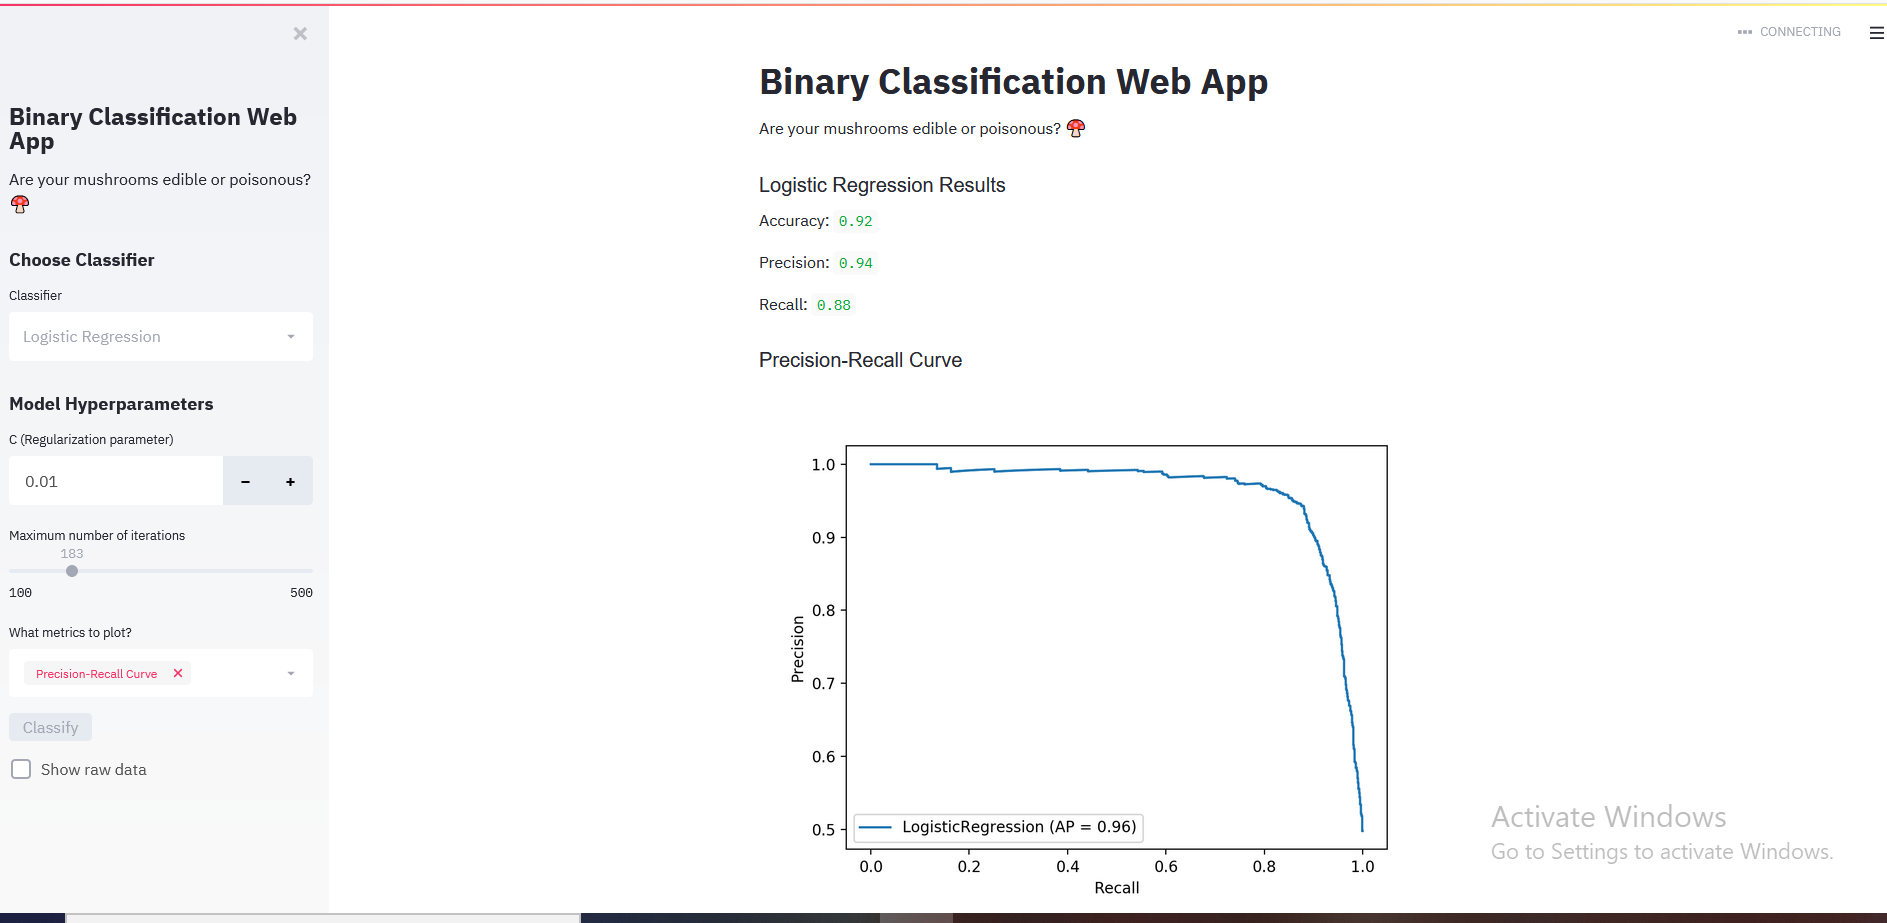 Binary Classification Web
App
Are your mushrooms edible or poisonous?
Choose Classifier
Classifier
Logistic Regression
Model Hyperparameters
C (Regularization parameter)
0.01
Maximum number of iterations
183
100 500
What metrics to plot?
Precision-Recall Curve
Classify
Show raw data
CONNECTING
Binary Classification Web App
Are your mushrooms edible or poisonous?
Logistic Regression Results
Accuracy: 0.92
Precision: 0.94
Recall: 0.88
Precision-Recall Curve
1.0
0.9
0.8
0.7
0.6
0.5
Precision
LogisticRegression (AP = 0.96)
0.0 0.2 0.4 0.6 0.8 1.0
Recall
Activate Windows
Go to Settings to activate Windows.